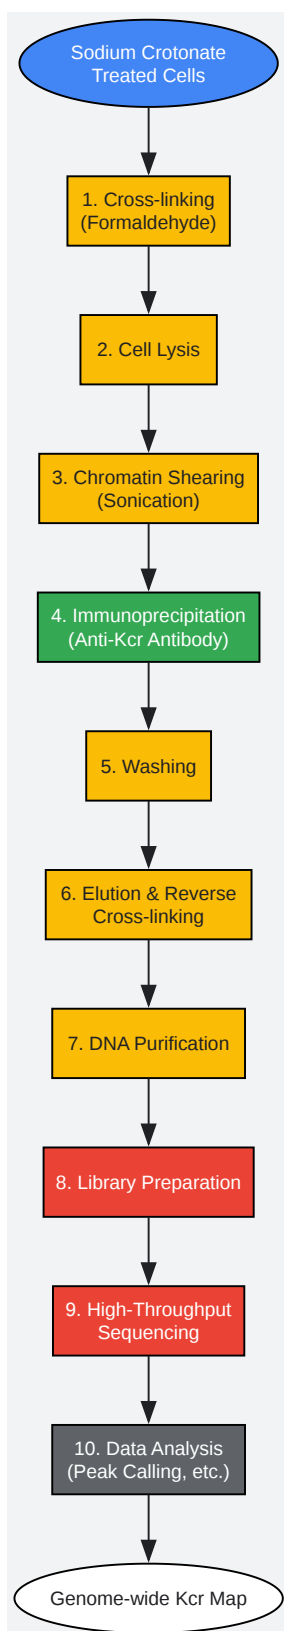 Sodium Crotonate
Treated Cells
1. Cross-linking
(Formaldehyde)
2. Cell Lysis
3. Chromatin Shearing
(Sonication)
4. Immunoprecipitation
(Anti-Kcr Antibody)
5. Washing
6. Elution & Reverse
Cross-linking
7. DNA Purification
8. Library Preparation
9. High-Throughput
Sequencing
10. Data Analysis
(Peak Calling, etc.)
Genome-wide Kcr Map